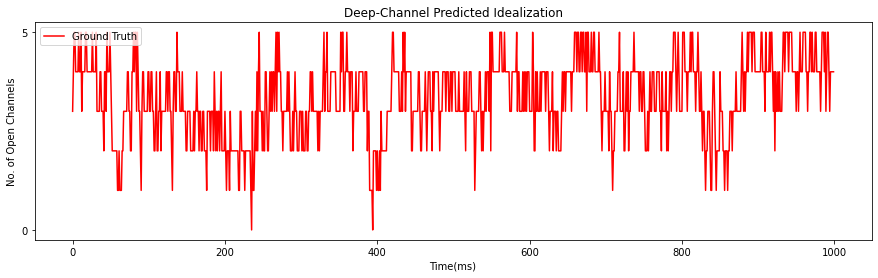 Deep-Channel Predicted Idealization
Ground Truth
No. of Open Channels
5
0
0
200
400
600
800
1000
Time(ms)